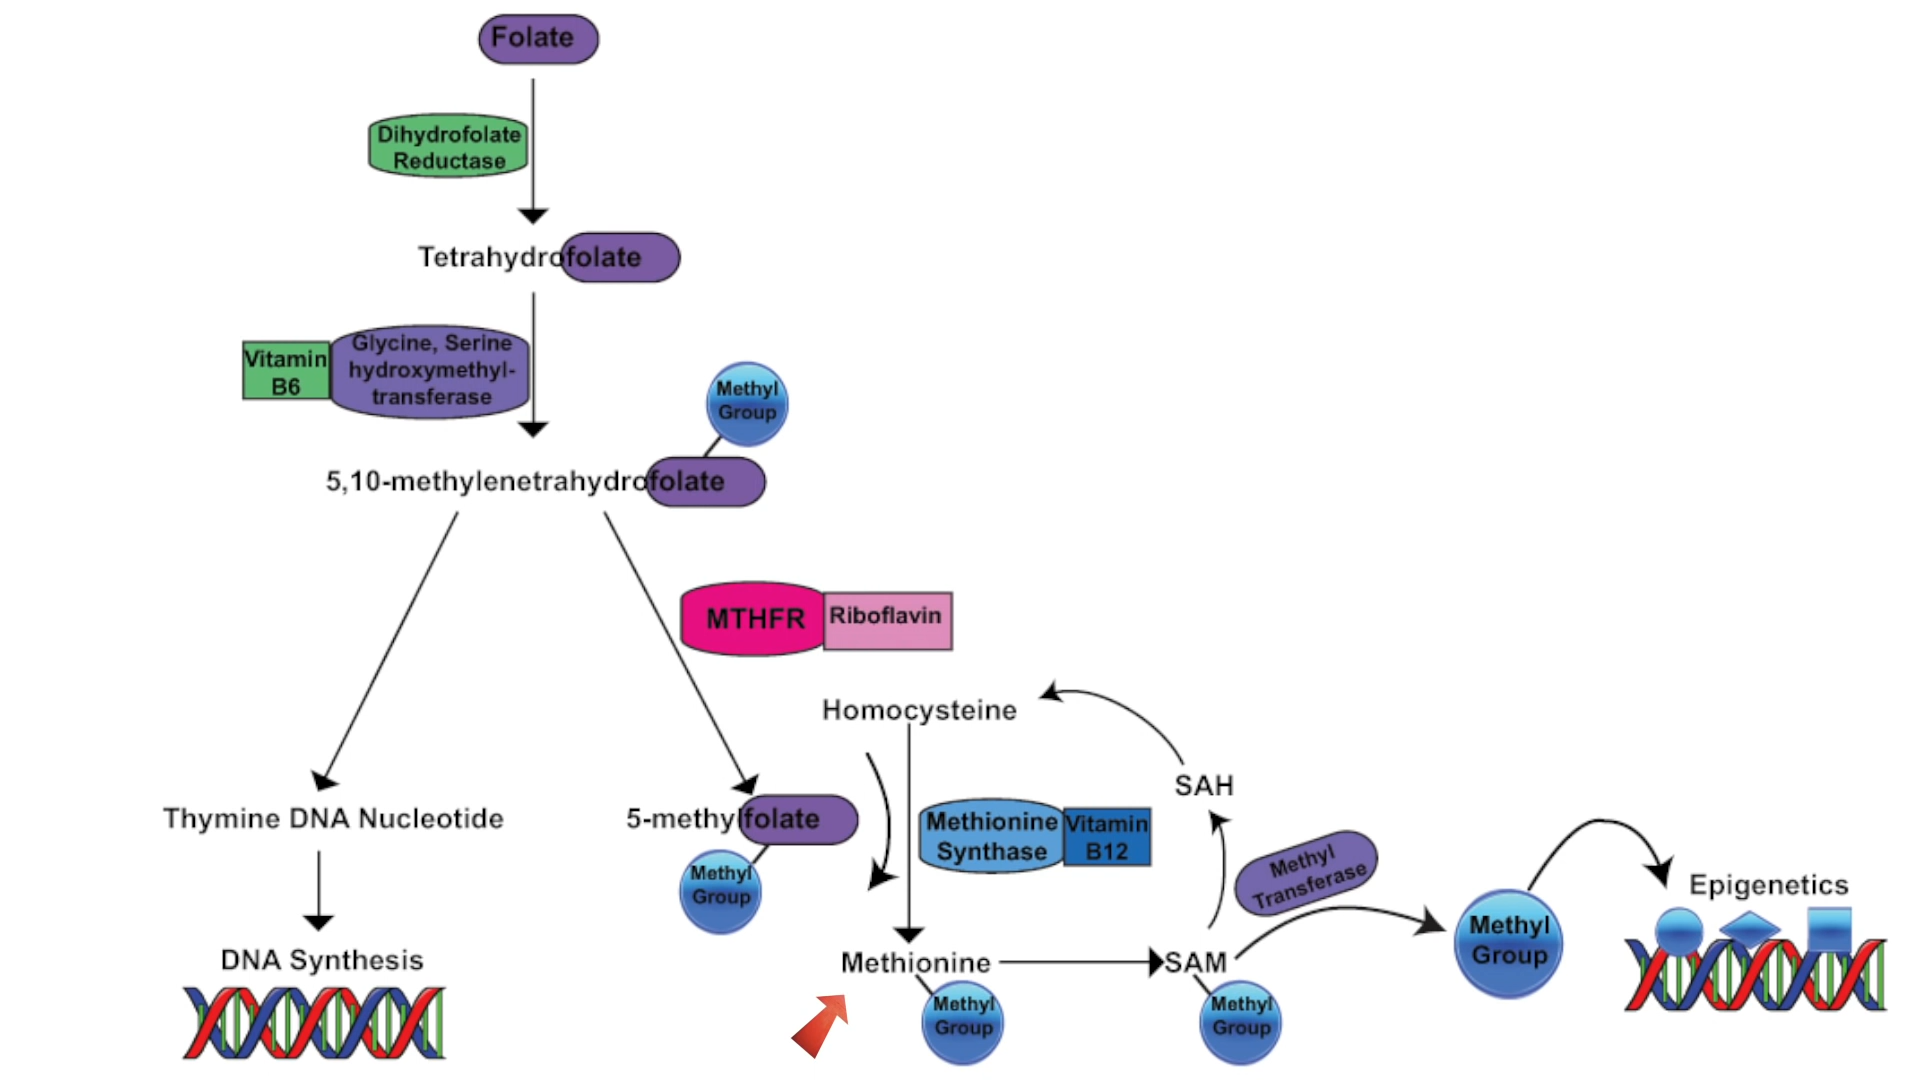 Folate
Dihydrofolate
Reductase
Tetrahydrofolate
Vitamin
B6
Glycine, Serine
hydroxymethyl-
transferase
Methyl
Group
5,10-methylenetrahydrofolate
MTHFR
Riboflavin
Homocysteine
SAH
Thymine DNA Nucleotide
5-methylfolate
Methyl
Group
Methionine
Synthase
Vitamin
B12
Methyl
Transferase
Methyl
Group
Epigenetics
DNA Synthesis
Methionine
SAM
Methyl
Group
Methyl
Group